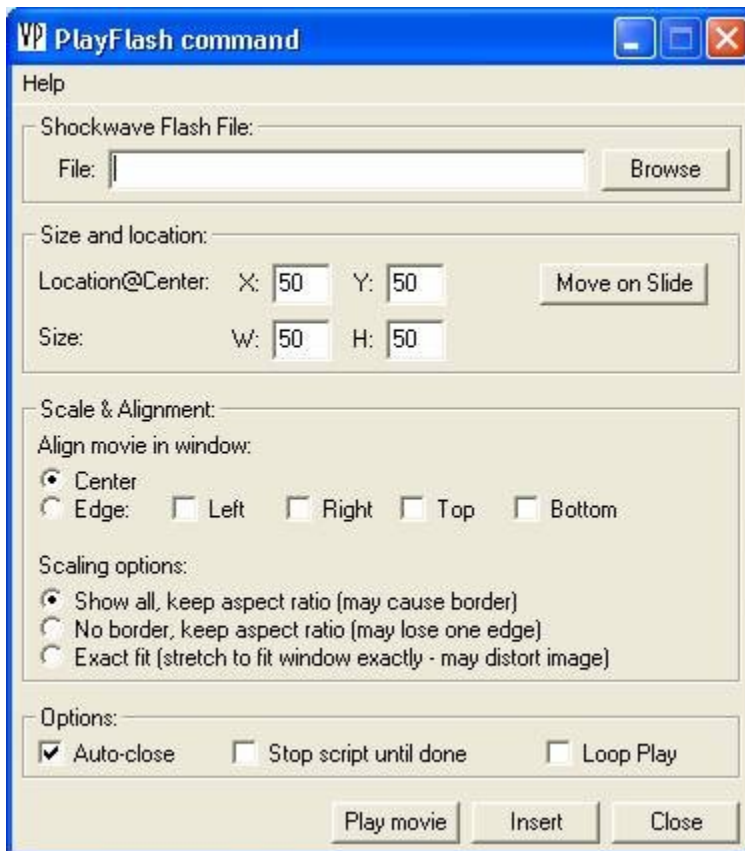 VP PlayFlash command
Help
Shockwave Flash File:
File: Browse
Size and location:
Location@Center: X: 50 Y: 50 Move on Slide
Size: W: 50 H: 50
Scale & Alignment:
Align movie in window:
Center
Edge: Left Right Top Bottom
Scaling options:
Show all, keep aspect ratio (may cause border)
No border, keep aspect ratio (may lose one edge)
Exact fit (stretch to fit window exactly - may distort image)
Options:
Auto-close Stop script until done Loop Play
Play movie Insert Close